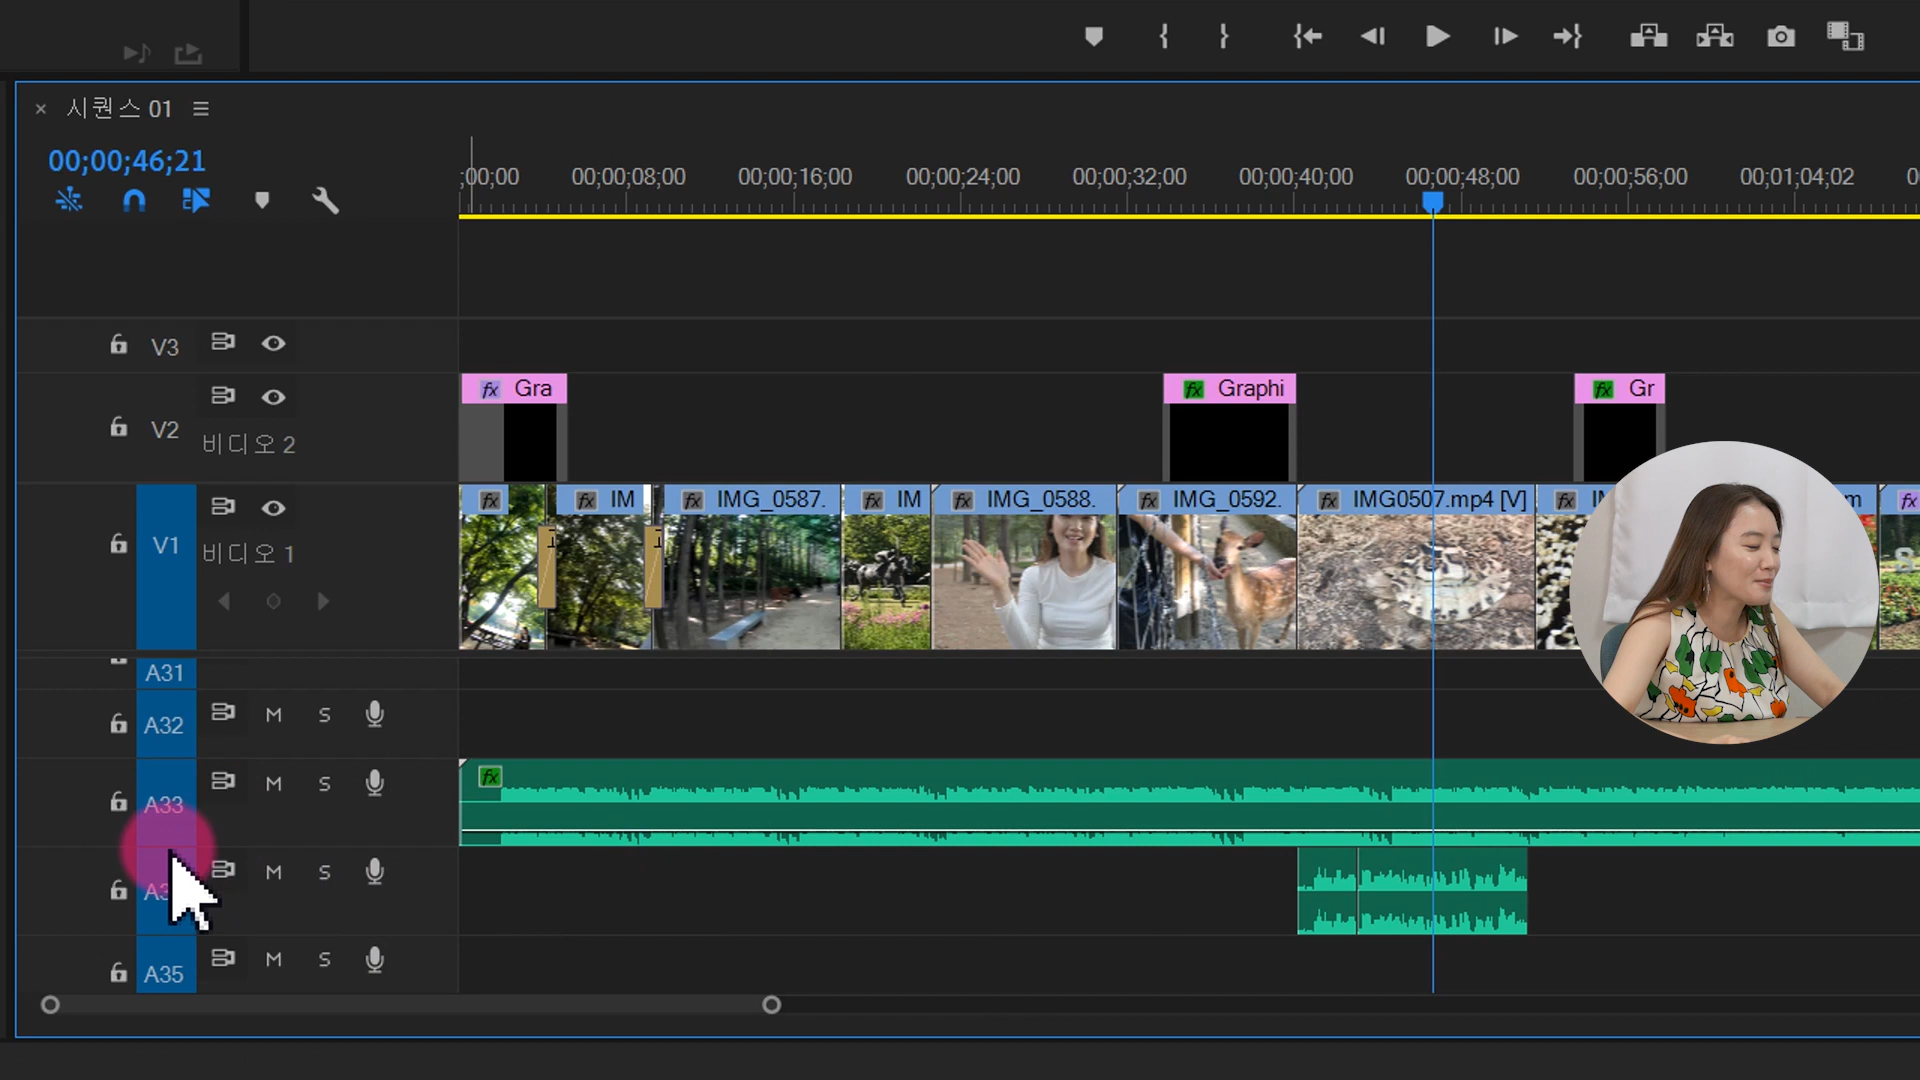 시퀀스 01
00;00;46;21
;00;00 00;00;08;00 00;00;16;00 00;00;24;00 00;00;32;00 00;00;40;00 00;00;48;00 00;00;56;00 00;01;04;02
V3
fx Gra fx Graphi fx Gr
V2
비디오 2
fx fx IM fx IMG_0587. fx IM fx IMG_0588. fx IMG_0592. fx IMG0507.mp4 [V] fx m fx
V1 비디오 1
A31
A32 M S
fx
A33 M S
M S
A35 M S